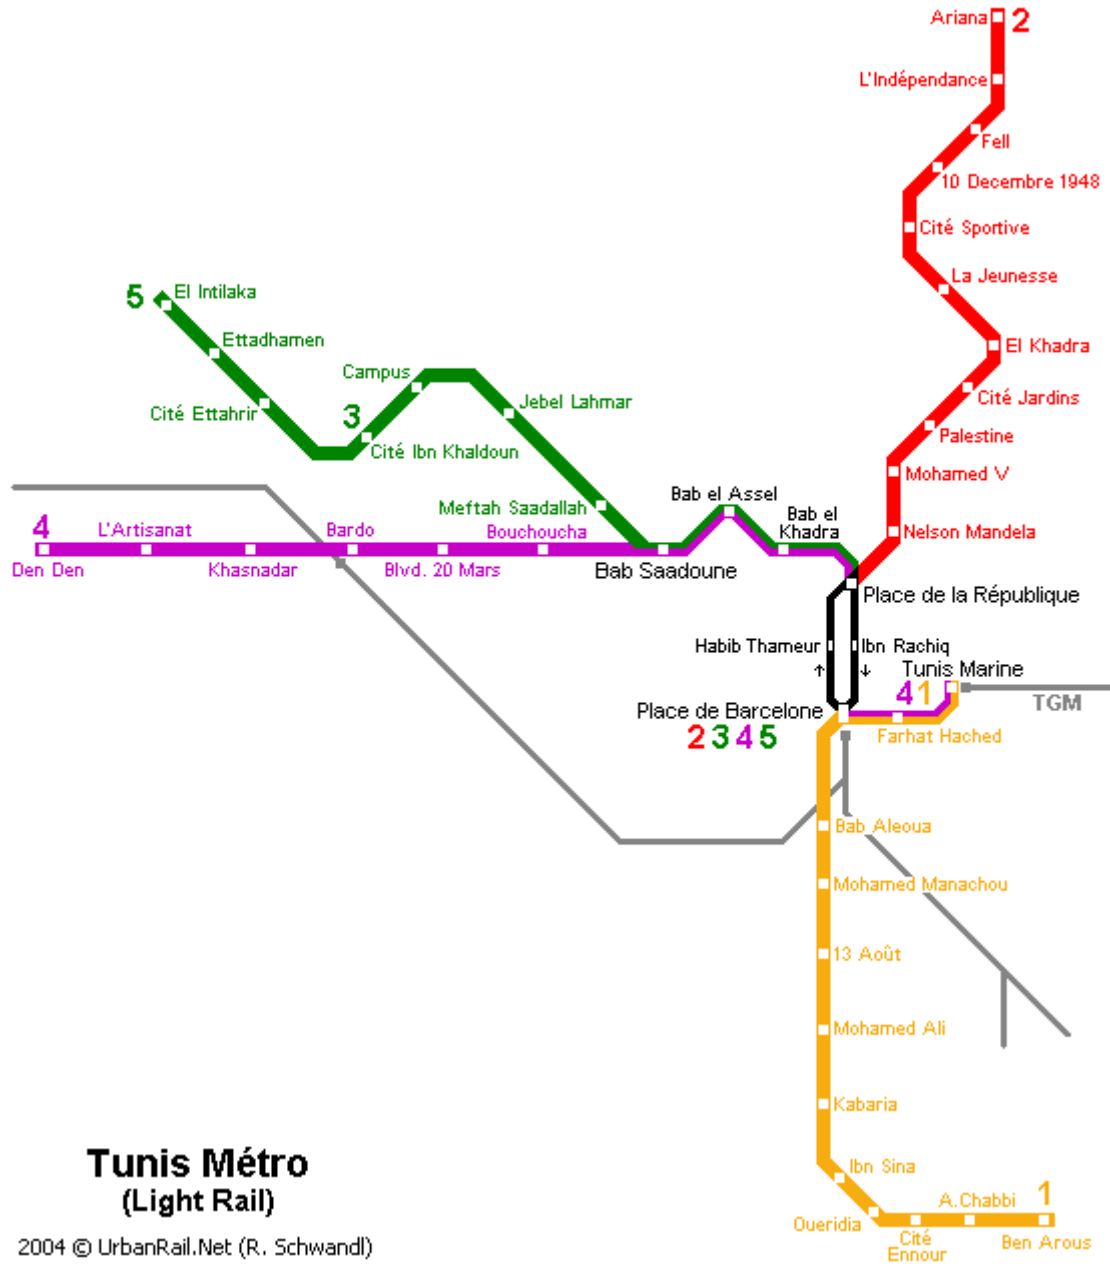 Ariana 2
L'Indépendance
Fell
10 Decembre 1948
Cité Sportive
La Jeunesse
El Khadra
Cité Jardins
Palestine
Mohamed V
Nelson Mandela
5 El Intilaka
Ettadhamen
Cité Ettahrir
3
Campus
Cité Ibn Khaldoun
Jebel Lahmar
Meftah Saadallah
4
L'Artisanat
Bardo
Bouchoucha
Den Den
Khasnadar
Blvd. 20 Mars
Bab Saadoune
Bab el Assel
Bab el
Khadra
Place de la République
Habib Thameur
Ibn Rachiq
↑ ↓
Tunis Marine
4 1
TGM
Place de Barcelone
2 3 4 5
Farhat Hached
Bab Aleoua
Mohamed Manachou
13 Août
Mohamed Ali
Kabaria
Ibn Sina
Oueridia
Cité
Ennour
A.Chabbi
1
Ben Arous
Tunis Métro
(Light Rail)
2004 © UrbanRail.Net (R. Schwandl)